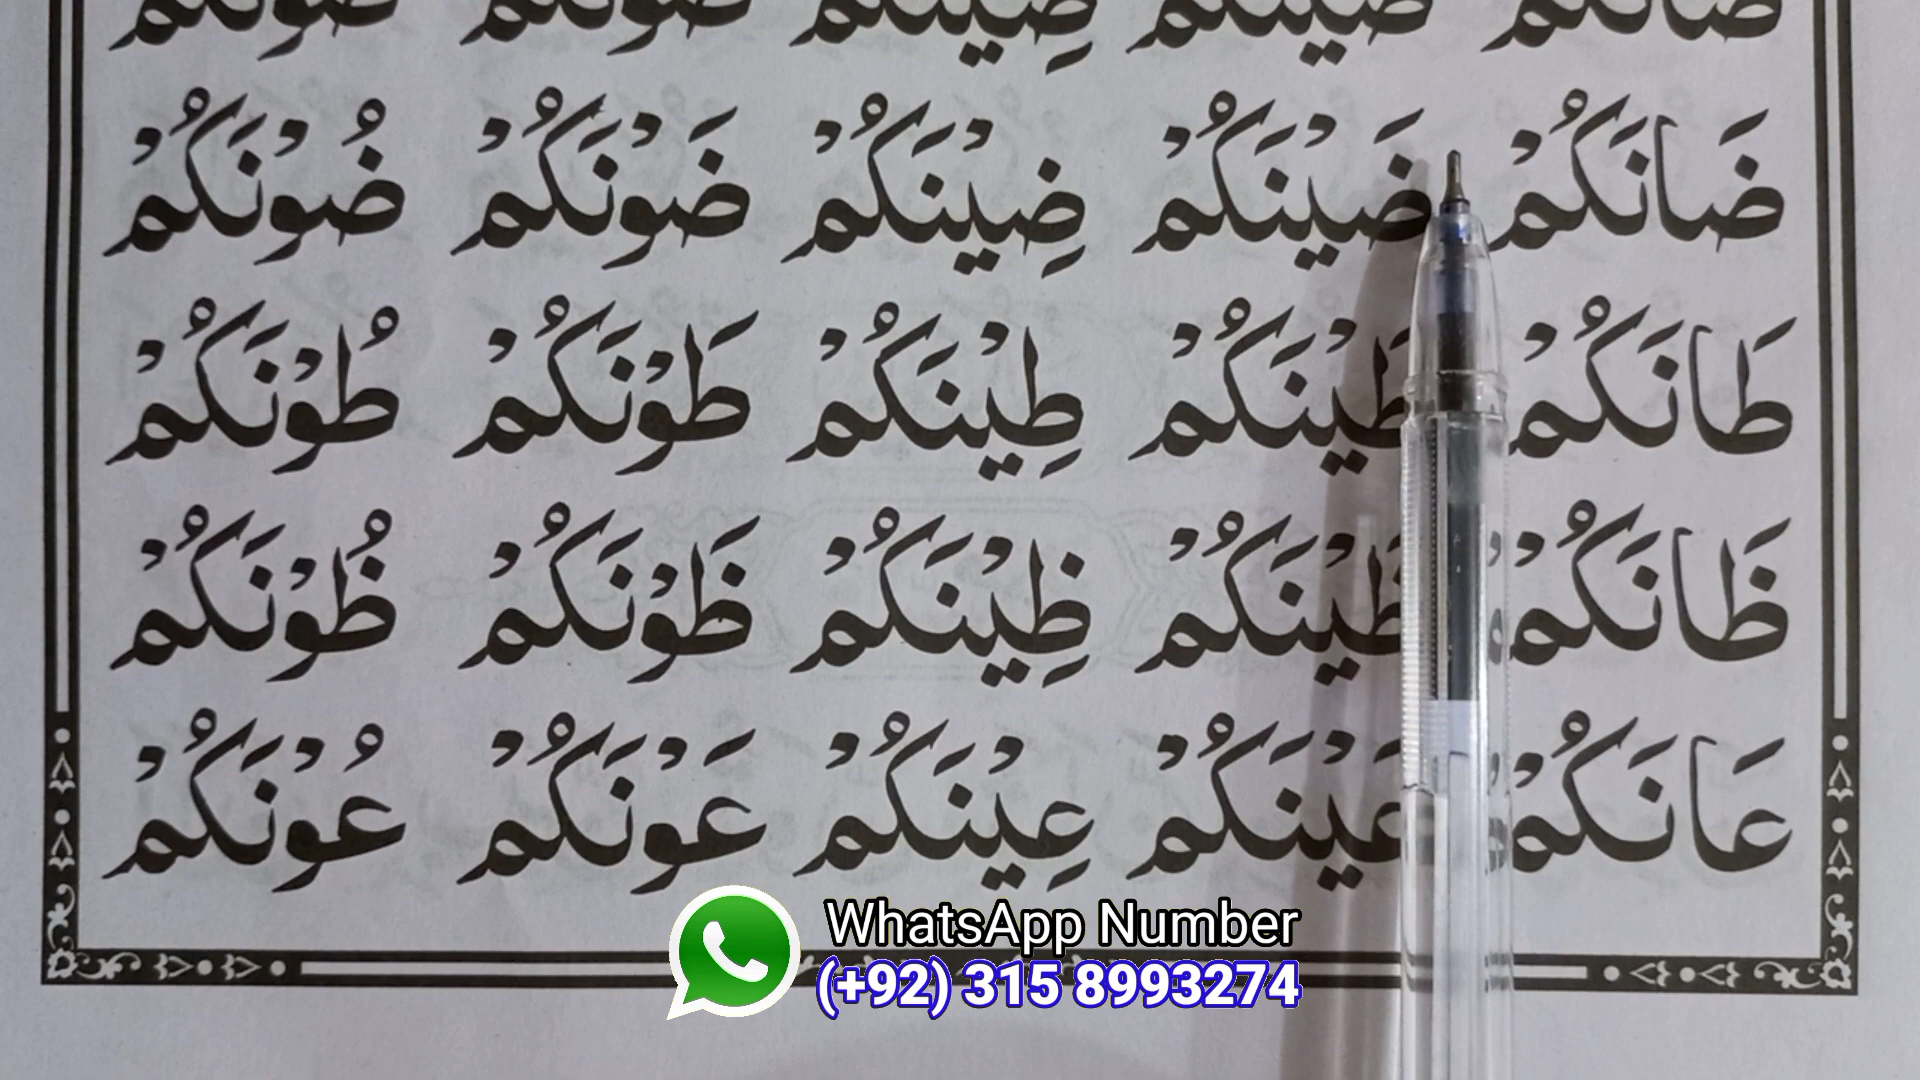 ضَانَكُمْ ضَيْنَكُمْ ضِيْنَكُمْ ضَوْنَكُمْ ضُوْنَكُمْ
طَانَكُمْ طَيْنَكُمْ طِيْنَكُمْ طَوْنَكُمْ طُوْنَكُمْ
ظَانَكُمْ ظَيْنَكُمْ ظِيْنَكُمْ ظَوْنَكُمْ ظُوْنَكُمْ
عَانَكُمْ عَيْنَكُمْ عِيْنَكُمْ عَوْنَكُمْ عُوْنَكُمْ
WhatsApp Number
(+92) 315 8993274